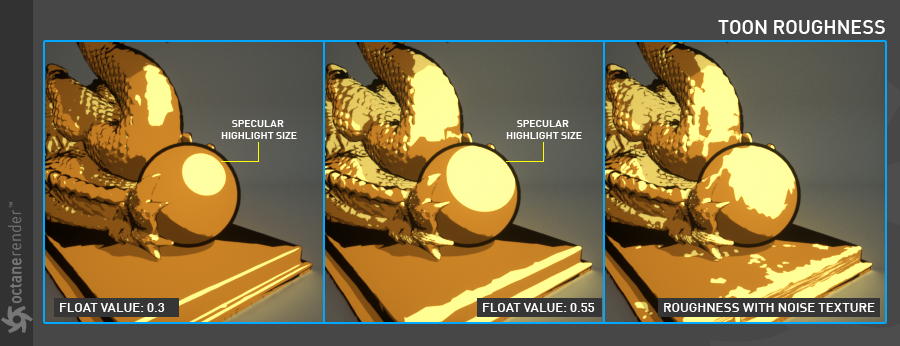 TOON ROUGHNESS
SPECULAR
HIGHLIGHT SIZE
SPECULAR
HIGHLIGHT SIZE
FLOAT VALUE: 0.3
FLOAT VALUE: 0.55
ROUGHNESS WITH NOISE TEXTURE
octanerender™